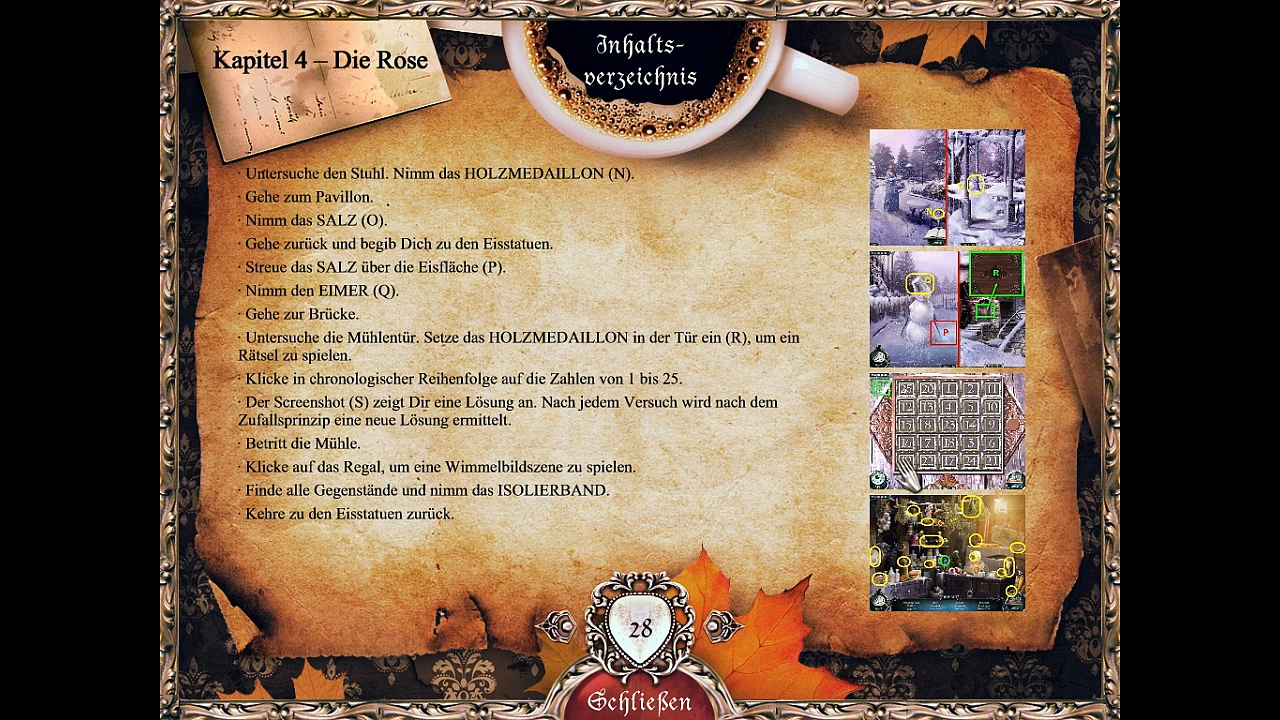 Kapitel 4 – Die Rose
Inhalts-
verzeichnis
· Untersuche den Stuhl. Nimm das HOLZMEDAILLON (N).
· Gehe zum Pavillon.
· Nimm das SALZ (O).
· Gehe zurück und begib Dich zu den Eisstatuen.
· Streue das SALZ über die Eisfläche (P).
· Nimm den EIMER (Q).
· Gehe zur Brücke.
· Untersuche die Mühlentür. Setze das HOLZMEDAILLON in der Tür ein (R), um ein
Rätsel zu spielen.
· Klicke in chronologischer Reihenfolge auf die Zahlen von 1 bis 25.
· Der Screenshot (S) zeigt Dir eine Lösung an. Nach jedem Versuch wird nach dem
Zufallsprinzip eine neue Lösung ermittelt.
· Betritt die Mühle.
· Klicke auf das Regal, um eine Wimmelbildszene zu spielen.
· Finde alle Gegenstände und nimm das ISOLIERBAND.
· Kehre zu den Eisstatuen zurück.
N
R
P
28
Schließen